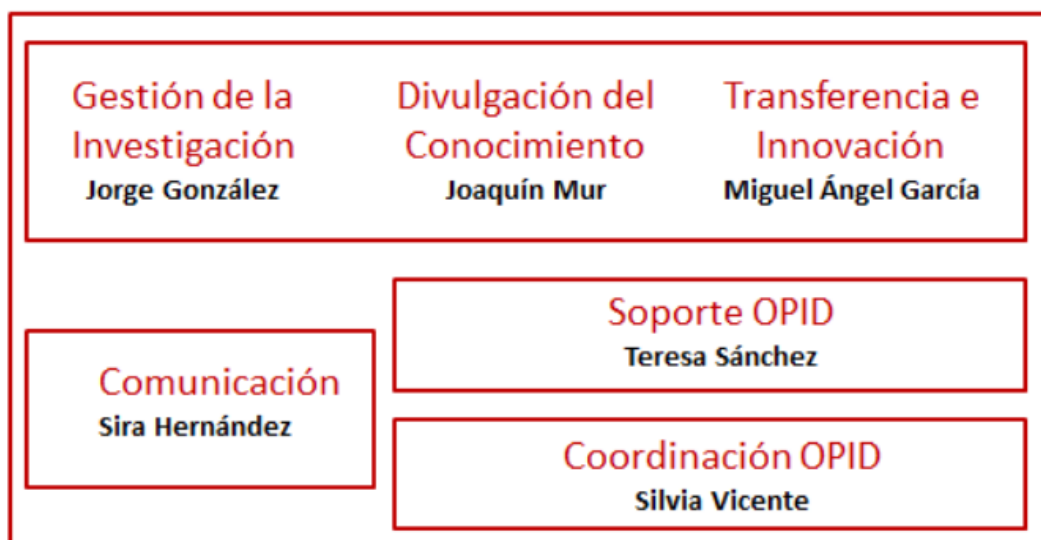 Gestión de la
Investigación
Jorge González
Divulgación del
Conocimiento
Joaquín Mur
Transferencia e
Innovación
Miguel Ángel García
Comunicación
Sira Hernández
Soporte OPID
Teresa Sánchez
Coordinación OPID
Silvia Vicente